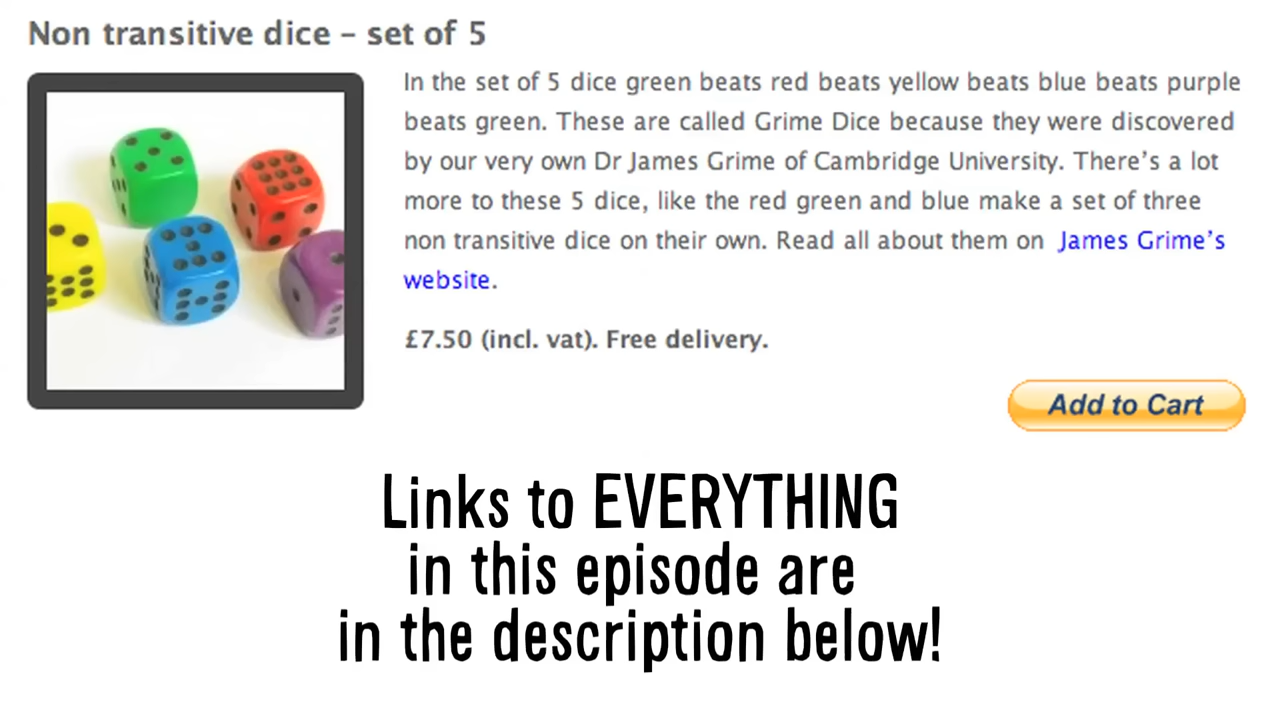 Non transitive dice – set of 5
In the set of 5 dice green beats red beats yellow beats blue beats purple
beats green. These are called Grime Dice because they were discovered
by our very own Dr James Grime of Cambridge University. There's a lot
more to these 5 dice, like the red green and blue make a set of three
non transitive dice on their own. Read all about them on James Grime's
website.
£7.50 (incl. vat). Free delivery.
Add to Cart
Links to EVERYTHING
in this episode are
in the description below!